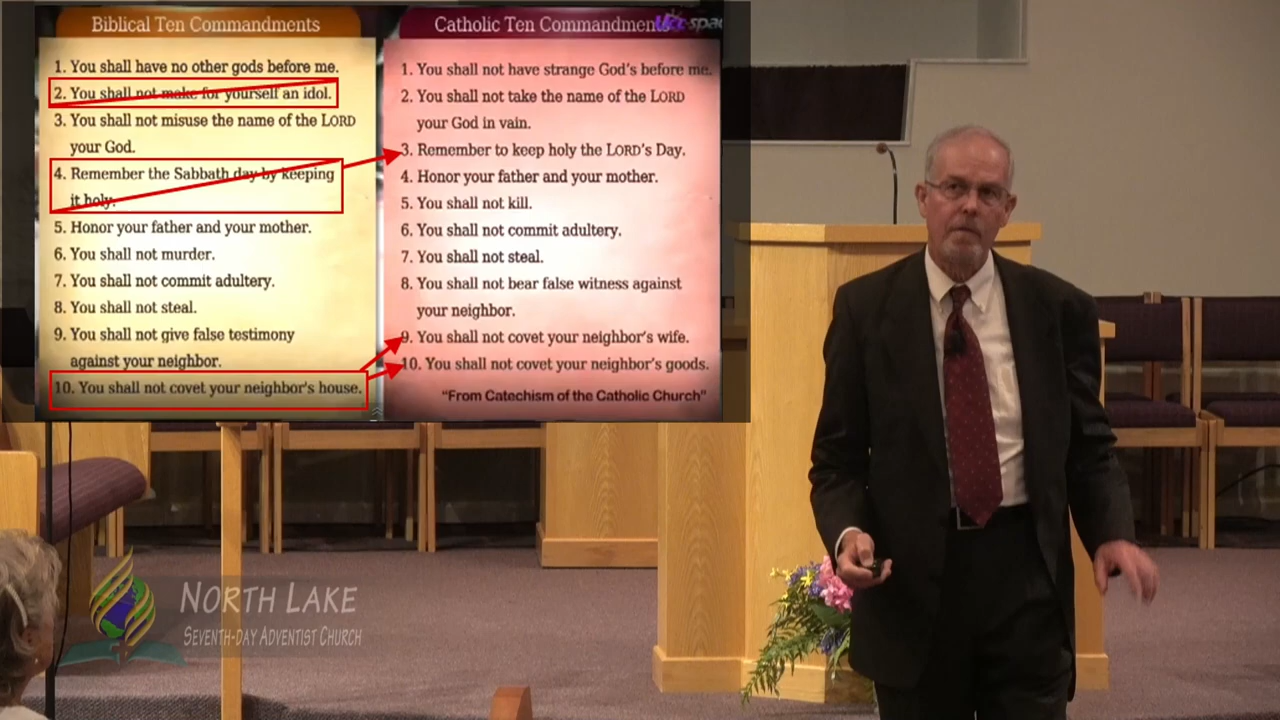 Biblical Ten Commandments
1. You shall have no other gods before me.
2. You shall not make for yourself an idol.
3. You shall not misuse the name of the LORD
your God.
4. Remember the Sabbath day by keeping
it holy.
5. Honor your father and your mother.
6. You shall not murder.
7. You shall not commit adultery.
8. You shall not steal.
9. You shall not give false testimony
against your neighbor.
10. You shall not covet your neighbor's house.
Catholic Ten Commandments
1. You shall not have strange God's before me.
2. You shall not take the name of the LORD
your God in vain.
3. Remember to keep holy the LORD's Day.
4. Honor your father and your mother.
5. You shall not kill.
6. You shall not commit adultery.
7. You shall not steal.
8. You shall not bear false witness against
your neighbor.
9. You shall not covet your neighbor's wife.
10. You shall not covet your neighbor's goods.
"From Catechism of the Catholic Church"
NORTH LAKE
SEVENTH-DAY ADVENTIST CHURCH